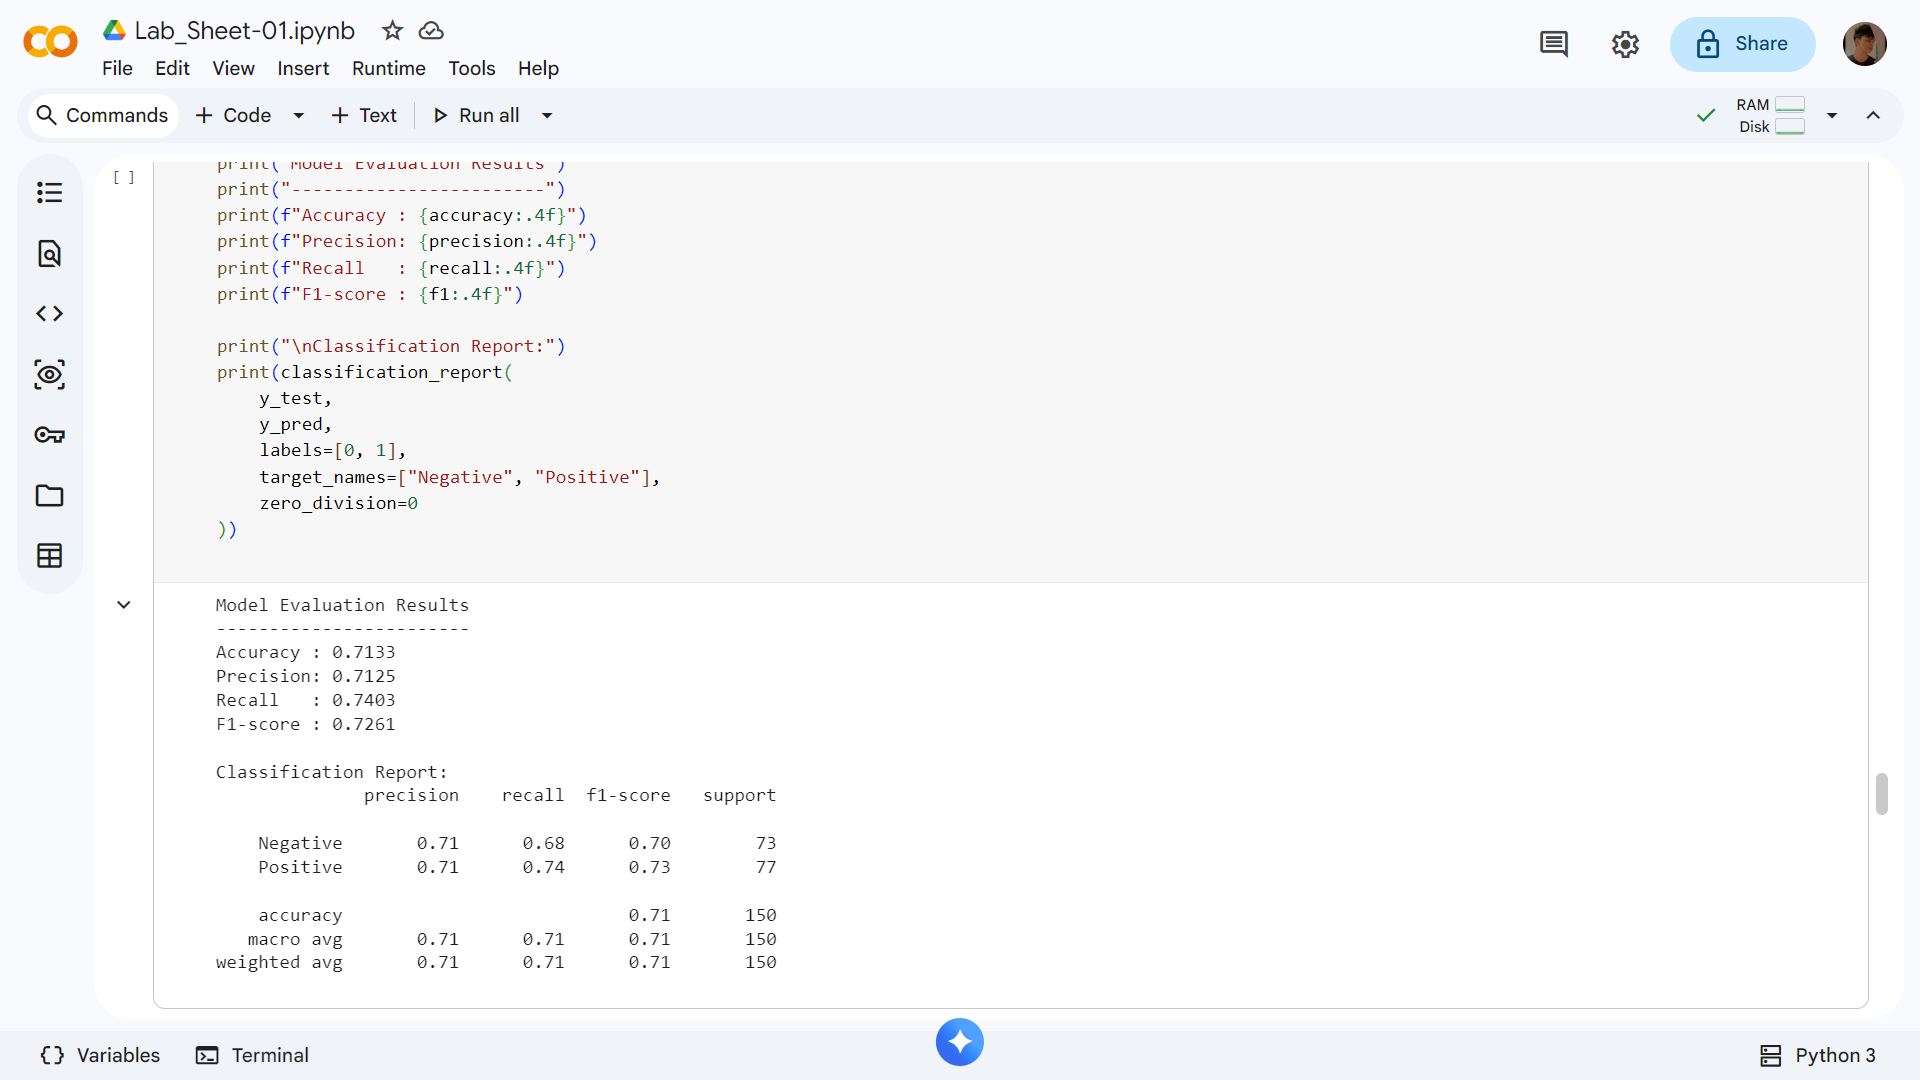 Lab_Sheet-01.ipynb
File Edit View Insert Runtime Tools Help
Share
Commands + Code + Text Run all
RAM
Disk
[ ]
print("Model Evaluation Results")
print("------------------------")
print(f"Accuracy : {accuracy:.4f}")
print(f"Precision: {precision:.4f}")
print(f"Recall   : {recall:.4f}")
print(f"F1-score : {f1:.4f}")
print("\nClassification Report:")
print(classification_report(
    y_test,
    y_pred,
    labels=[0, 1],
    target_names=["Negative", "Positive"],
    zero_division=0
))
Model Evaluation Results
------------------------
Accuracy : 0.7133
Precision: 0.7125
Recall   : 0.7403
F1-score : 0.7261
Classification Report:
              precision    recall  f1-score   support
    Negative       0.71      0.68      0.70        73
    Positive       0.71      0.74      0.73        77
    accuracy                           0.71       150
   macro avg       0.71      0.71      0.71       150
weighted avg       0.71      0.71      0.71       150
Variables Terminal
Python 3